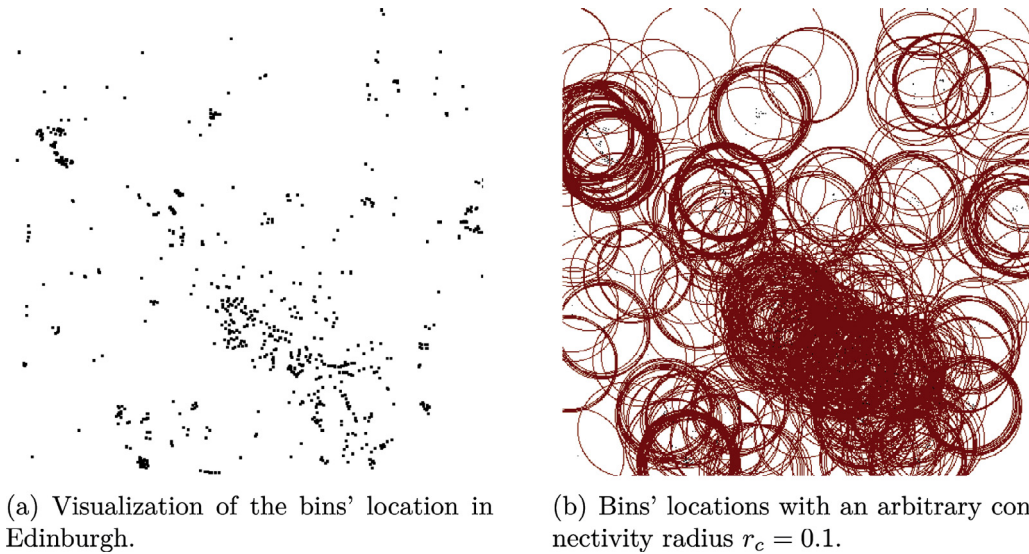 (a) Visualization of the bins' location in
Edinburgh.
(b) Bins' locations with an arbitrary con
nectivity radius r_c = 0.1.